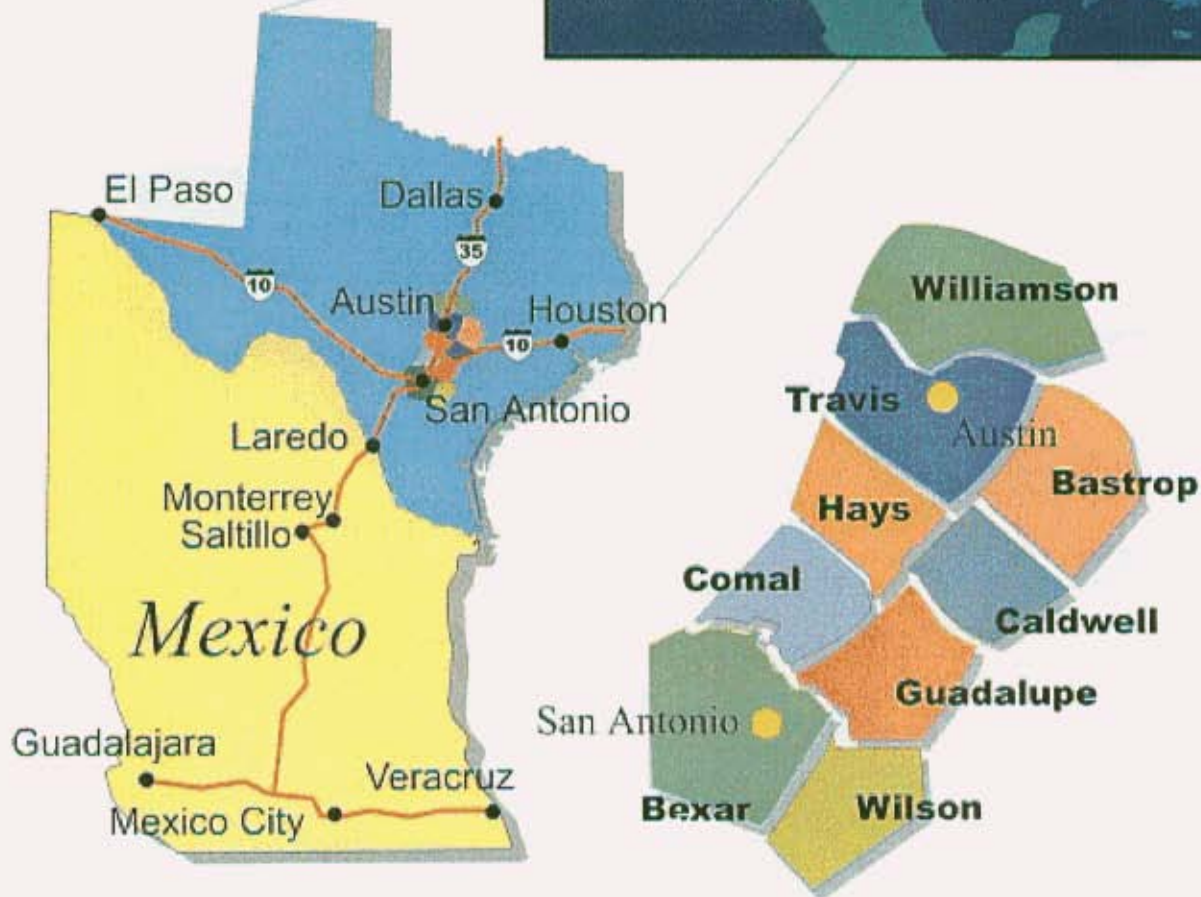 El Paso
Dallas
35
10
Austin
Houston
10
San Antonio
Laredo
Monterrey
Saltillo
Mexico
Guadalajara
Veracruz
Mexico City
Williamson
Travis
Austin
Bastrop
Hays
Comal
Caldwell
Guadalupe
San Antonio
Bexar
Wilson